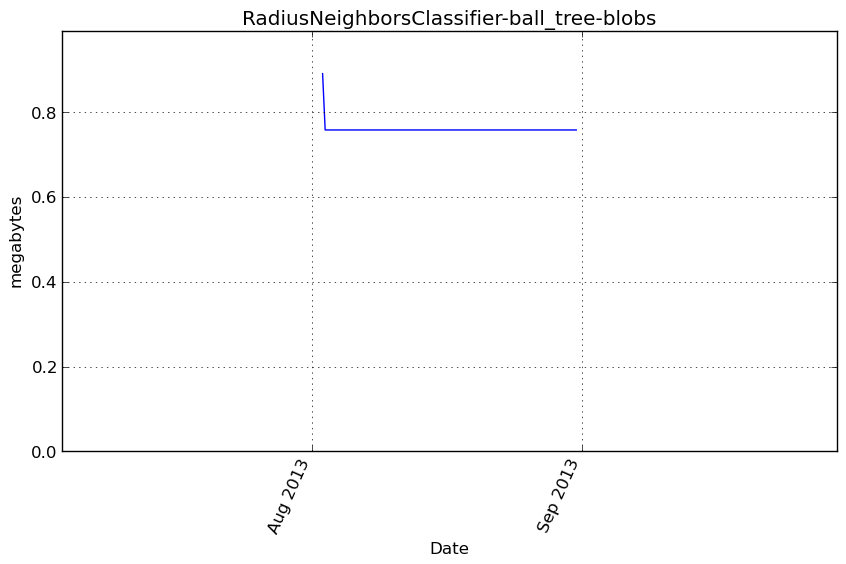 RadiusNeighborsClassifier-ball_tree-blobs
megabytes
0.8
0.6
0.4
0.2
0.0
Aug 2013
Sep 2013
Date